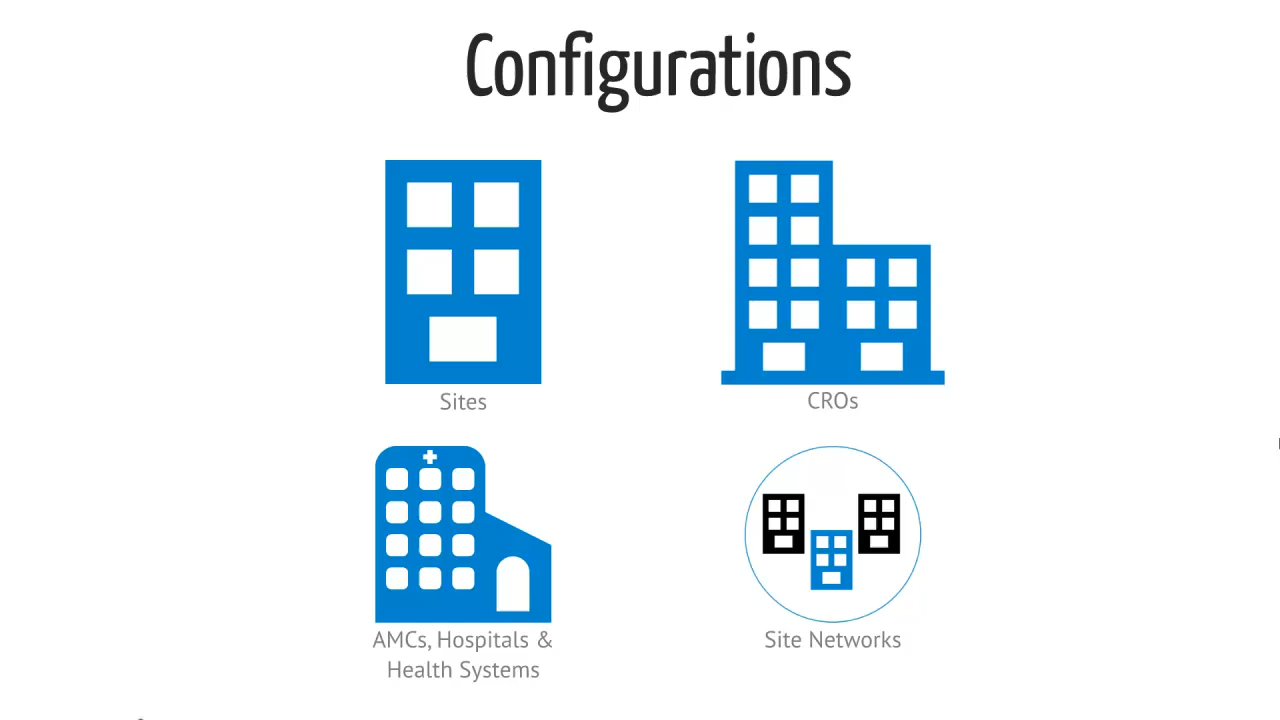 Configurations
Sites
CROs
AMCs, Hospitals &
Health Systems
Site Networks